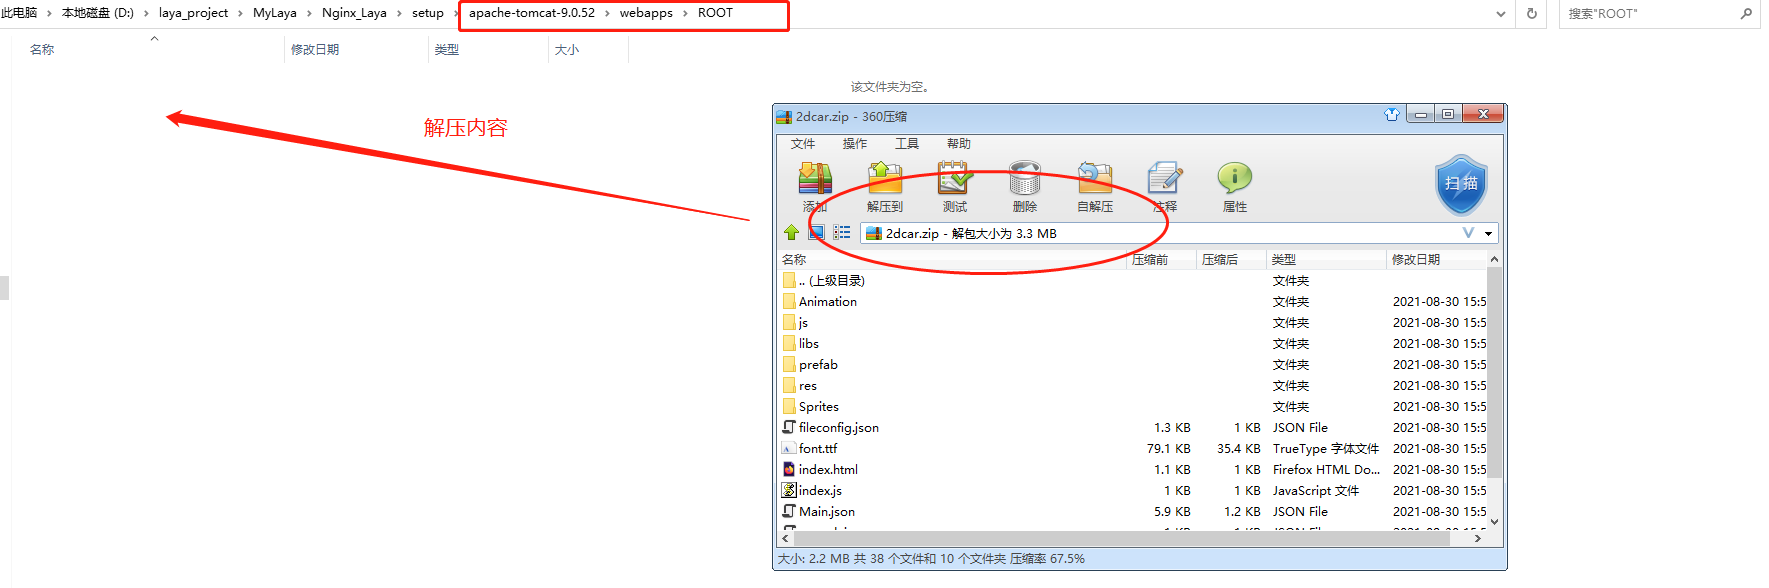 此电脑 › 本地磁盘 (D:) › laya_project › MyLaya › Nginx_Laya › setup › apache-tomcat-9.0.52 › webapps › ROOT
搜索"ROOT"
名称 修改日期 类型 大小
该文件夹为空。
解压内容
2dcar.zip - 360压缩
文件 操作 工具 帮助
添加 解压到 测试 删除 自解压 注释 属性
扫描
2dcar.zip - 解包大小为 3.3 MB
名称 压缩前 压缩后 类型 修改日期
.. (上级目录) 文件夹
Animation 文件夹 2021-08-30 15:5
js 文件夹 2021-08-30 15:5
libs 文件夹 2021-08-30 15:5
prefab 文件夹 2021-08-30 15:5
res 文件夹 2021-08-30 15:5
Sprites 文件夹 2021-08-30 15:5
fileconfig.json 1.3 KB 1 KB JSON File 2021-08-30 15:5
font.ttf 79.1 KB 35.4 KB TrueType 字体文件 2021-08-30 15:5
index.html 1.1 KB 1 KB Firefox HTML Do... 2021-08-30 15:5
index.js 1 KB 1 KB JavaScript 文件 2021-08-30 15:5
Main.json 5.9 KB 1.2 KB JSON File 2021-08-30 15:5
大小: 2.2 MB 共 38 个文件和 10 个文件夹 压缩率 67.5%